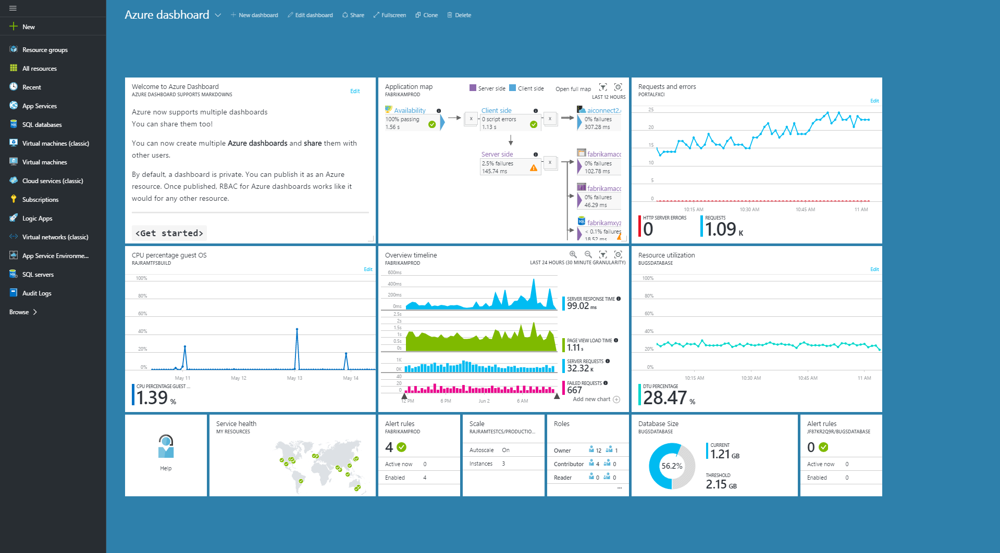 Azure dasbhoard
New dashboard
Edit dashboard
Share
Fullscreen
Clone
Delete
New
Resource groups
All resources
Recent
App Services
SQL databases
Virtual machines (classic)
Virtual machines
Cloud services (classic)
Subscriptions
Logic Apps
Virtual networks (classic)
App Service Environme...
SQL servers
Audit Logs
Browse
Welcome to Azure Dashboard
AZURE DASHBOARD SUPPORTS MARKDOWNS
Edit
Azure now supports multiple dashboards
You can share them too!
You can now create multiple Azure dashboards and share them with
other users.
By default, a dashboard is private. You can publish it as an Azure
resource. Once published, RBAC for Azure dashboards works like it
would for any other resource.
<Get started>
Application map
FABRIKAMPROD
Server side
Client side
Open full map
LAST 12 HOURS
Availability
100% passing
1.56 s
x
Client side
0 script errors
1.13 s
x
aiconnect2.
0% failures
307.28 ms
Server side
2.5% failures
145.74 ms
x
fabrikamacc
0% failures
102.78 ms
fabrikamacc
0% failures
46.29 ms
SQL
fabrikamxyz
< 0.1% failures
18.52 ms
Requests and errors
PORTALFXCI
Edit
25
20
15
10
5
0
10:15 AM
10:30 AM
10:45 AM
11 AM
HTTP SERVER ERRORS
0
REQUESTS
1.09 K
CPU percentage guest OS
RAJRAMTFSBUILD
Edit
100%
80%
60%
40%
20%
0%
May 11
May 12
May 13
May 14
CPU PERCENTAGE GUEST ...
1.39 %
Overview timeline
FABRIKAMPROD
LAST 24 HOURS (30 MINUTE GRANULARITY)
600ms
400ms
200ms
0ms
SERVER RESPONSE TIME
99.02 ms
2.5s
2s
1.5s
1s
0.5s
0s
PAGE VIEW LOAD TIME
1.11 s
1K
0K
SERVER REQUESTS
32.32 K
40
20
0
FAILED REQUESTS
667
12 PM
6 PM
Jun 2
6 AM
Add new chart
Resource utilization
BUGSDATABASE
Edit
100%
80%
60%
40%
20%
0%
10:15 AM
10:30 AM
10:45 AM
11 AM
DTU PERCENTAGE
28.47 %
Help
Service health
MY RESOURCES
Alert rules
FABRIKAMPROD
4
Active now 0
Enabled 4
Scale
RAJRAMTESTCS/PRODUCTIO...
Autoscale On
Instances 3
Roles
Owner 12 1
Contributor 4 0
Reader 0 0
...
Database Size
BUGSDATABASE
56.2%
CURRENT
1.21 GB
THRESHOLD
2.15 GB
Alert rules
JF87KR2Q9R/BUGSDATABASE
0
Active now 0
Enabled 0